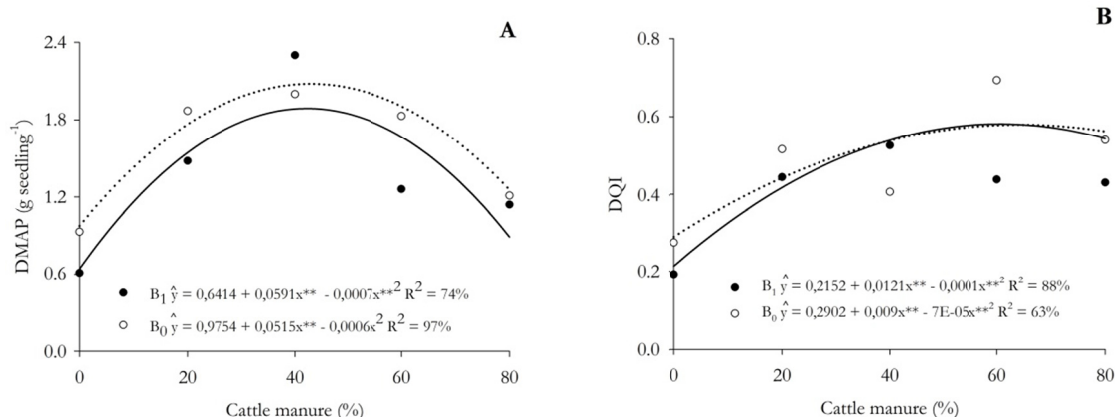 A
2.4
1.8
1.2
0.6
0.0
DMAP (g seedling⁻¹)
B₁ ŷ = 0,6414 + 0,0591x** - 0,0007x**² R² = 74%
B₀ ŷ = 0,9754 + 0,0515x** - 0,0006x² R² = 97%
0 20 40 60 80
Cattle manure (%)
B
0.8
0.6
0.4
0.2
0.0
DQI
B₁ ŷ = 0,2152 + 0,0121x** - 0,0001x**² R² = 88%
B₀ ŷ = 0,2902 + 0,009x** - 7E-05x**² R² = 63%
0 20 40 60 80
Cattle manure (%)